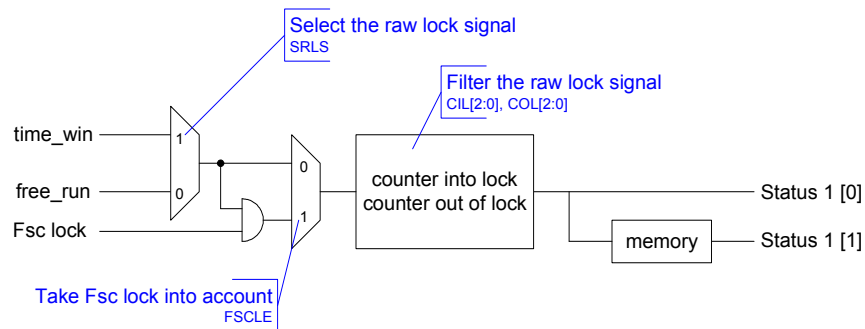 Select the raw lock signal
SRLS
Filter the raw lock signal
CIL[2:0], COL[2:0]
time_win
1
0
counter into lock
counter out of lock
free_run
0
Status 1 [0]
Fsc lock
1
memory
Status 1 [1]
Take Fsc lock into account
FSCLE